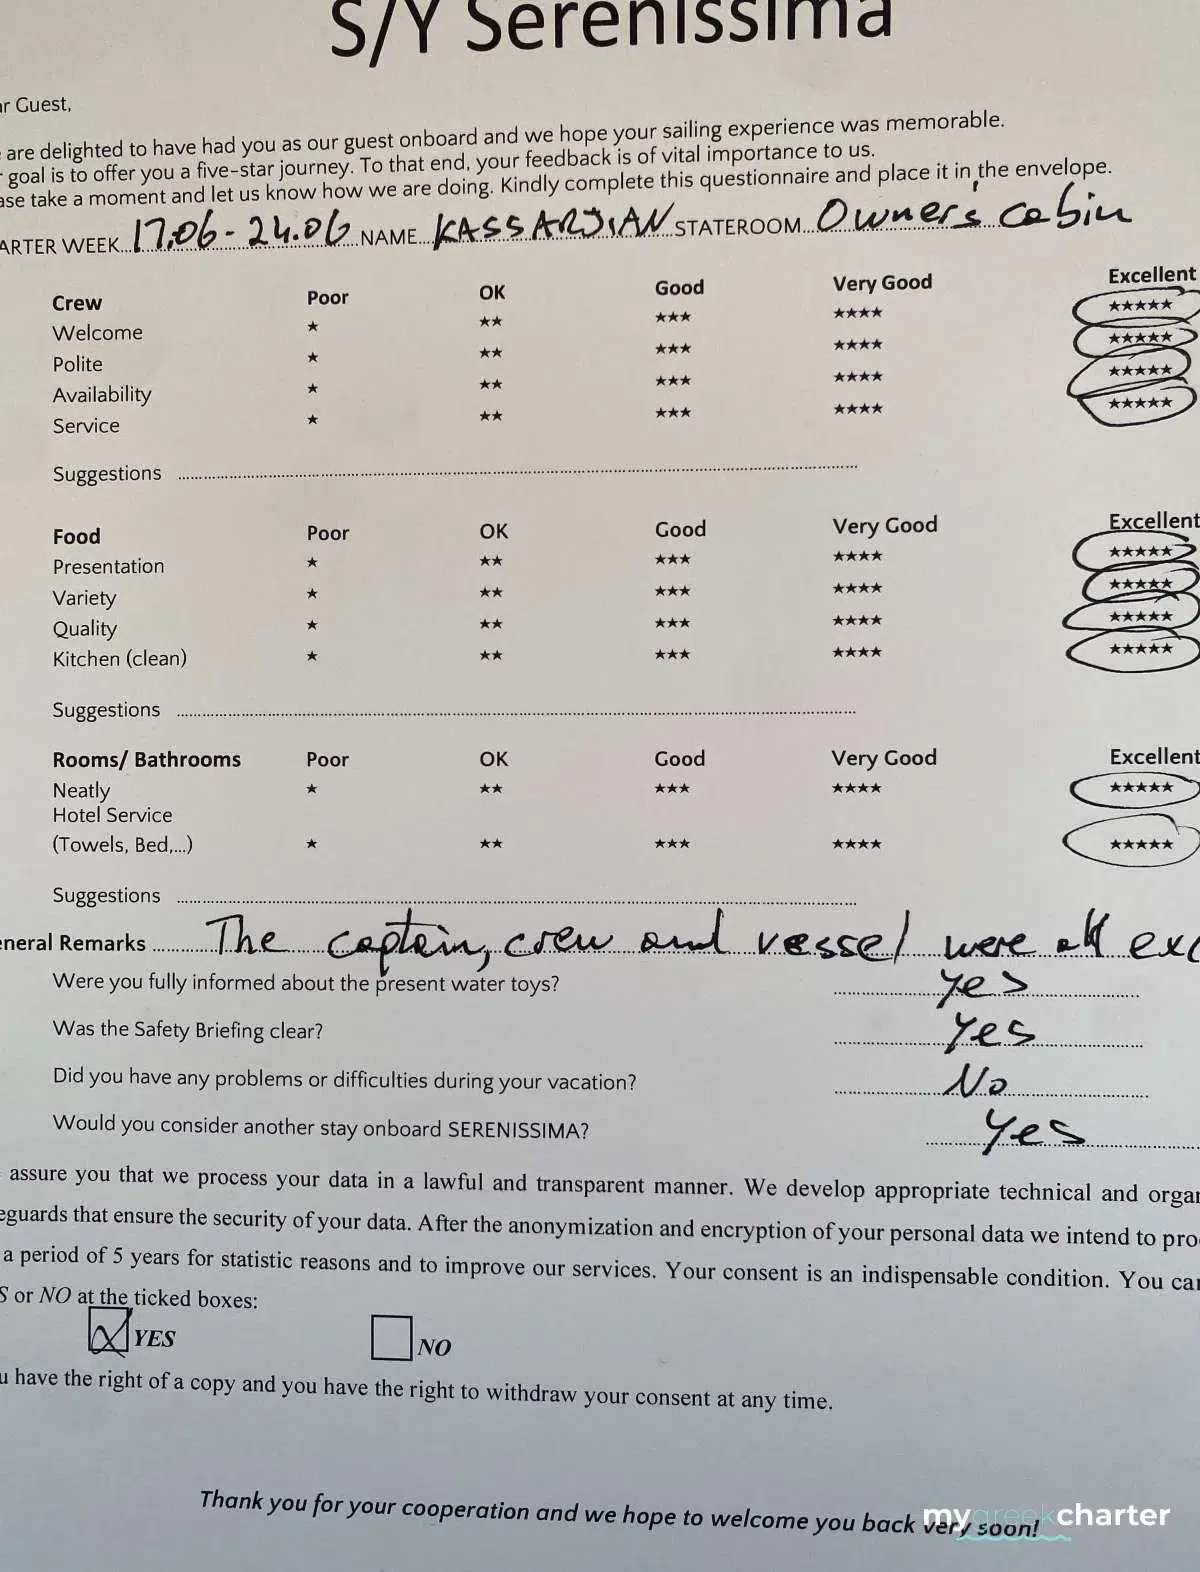 S/Y Serenissima
ar Guest,
are delighted to have had you as our guest onboard and we hope your sailing experience was memorable.
goal is to offer you a five-star journey. To that end, your feedback is of vital importance to us.
ase take a moment and let us know how we are doing. Kindly complete this questionnaire and place it in the envelope.
ARTER WEEK 17.06 - 24.06 NAME KASSARJIAN STATEROOM Owner's cabin
Crew Poor OK Good Very Good Excellent
Welcome ★ ★★ ★★★ ★★★★ ★★★★★
Polite ★ ★★ ★★★ ★★★★ ★★★★★
Availability ★ ★★ ★★★ ★★★★ ★★★★★
Service ★ ★★ ★★★ ★★★★ ★★★★★
Suggestions
Food Poor OK Good Very Good Excellent
Presentation ★ ★★ ★★★ ★★★★ ★★★★★
Variety ★ ★★ ★★★ ★★★★ ★★★★★
Quality ★ ★★ ★★★ ★★★★ ★★★★★
Kitchen (clean) ★ ★★ ★★★ ★★★★ ★★★★★
Suggestions
Rooms/ Bathrooms Poor OK Good Very Good Excellent
Neatly ★ ★★ ★★★ ★★★★ ★★★★★
Hotel Service
(Towels, Bed,...) ★ ★★ ★★★ ★★★★ ★★★★★
Suggestions
eneral Remarks The captain, crew and vessel were all exc
Were you fully informed about the present water toys? yes
Was the Safety Briefing clear? yes
Did you have any problems or difficulties during your vacation? No
Would you consider another stay onboard SERENISSIMA? yes
assure you that we process your data in a lawful and transparent manner. We develop appropriate technical and organ
eguards that ensure the security of your data. After the anonymization and encryption of your personal data we intend to pro
a period of 5 years for statistic reasons and to improve our services. Your consent is an indispensable condition. You can
S or NO at the ticked boxes:
YES NO
u have the right of a copy and you have the right to withdraw your consent at any time.
Thank you for your cooperation and we hope to welcome you back very soon!
mygreekcharter